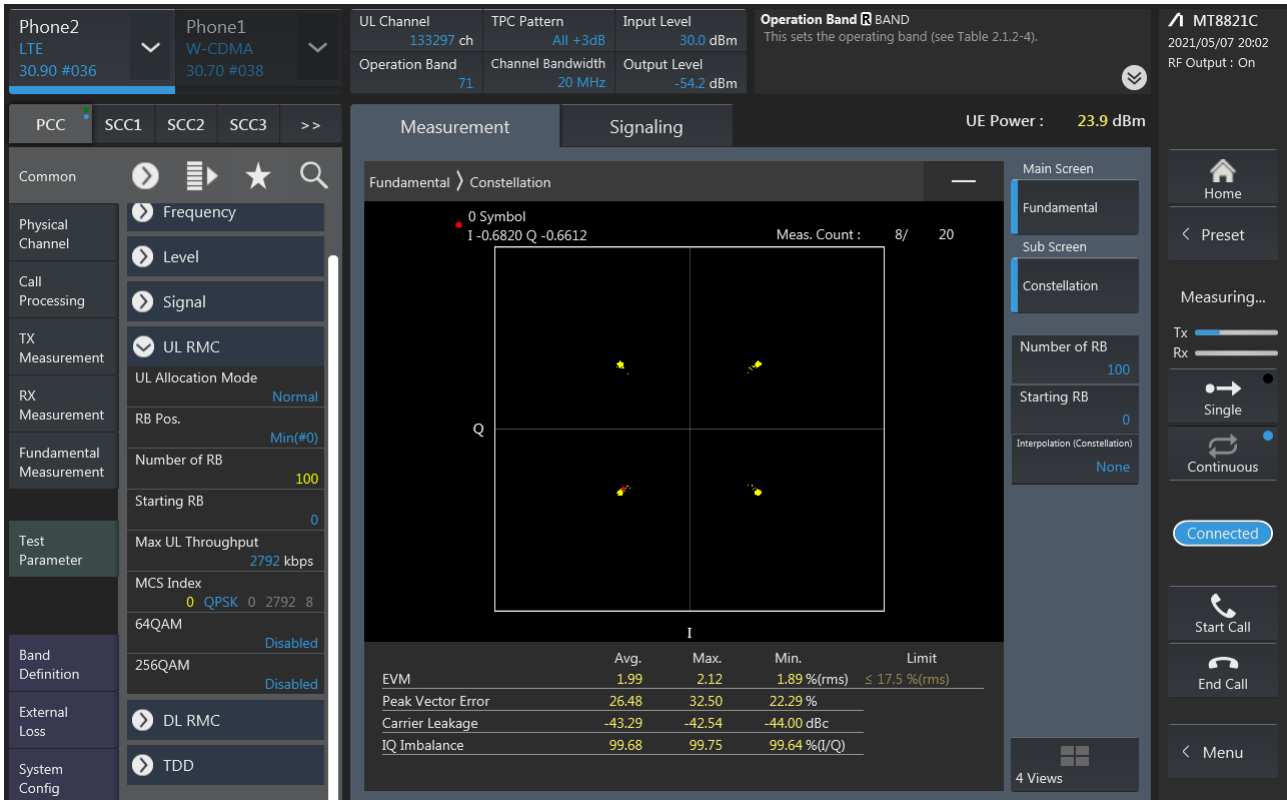 Phone2
LTE
30.90 #036
Phone1
W-CDMA
30.70 #038
UL Channel
133297 ch
TPC Pattern
All +3dB
Input Level
30.0 dBm
Operation Band
71
Channel Bandwidth
20 MHz
Output Level
-54.2 dBm
Operation Band R BAND
This sets the operating band (see Table 2.1.2-4).
MT8821C
2021/05/07 20:02
RF Output : On
PCC SCC1 SCC2 SCC3 >>
Measurement
Signaling
UE Power : 23.9 dBm
Common
Physical
Channel
Call
Processing
TX
Measurement
RX
Measurement
Fundamental
Measurement
Test
Parameter
Band
Definition
External
Loss
System
Config
Frequency
Level
Signal
UL RMC
UL Allocation Mode
Normal
RB Pos.
Min(#0)
Number of RB
100
Starting RB
0
Max UL Throughput
2792 kbps
MCS Index
0 QPSK 0 2792 8
64QAM
Disabled
256QAM
Disabled
DL RMC
TDD
Fundamental 〉 Constellation
0 Symbol
I -0.6820 Q -0.6612
Meas. Count : 8/ 20
Q
I
Avg. Max. Min. Limit
EVM 1.99 2.12 1.89 %(rms) ≤ 17.5 %(rms)
Peak Vector Error 26.48 32.50 22.29 %
Carrier Leakage -43.29 -42.54 -44.00 dBc
IQ Imbalance 99.68 99.75 99.64 %(I/Q)
Main Screen
Fundamental
Sub Screen
Constellation
Number of RB
100
Starting RB
0
Interpolation (Constellation)
None
4 Views
Home
< Preset
Measuring...
Tx
Rx
Single
Continuous
Connected
Start Call
End Call
< Menu